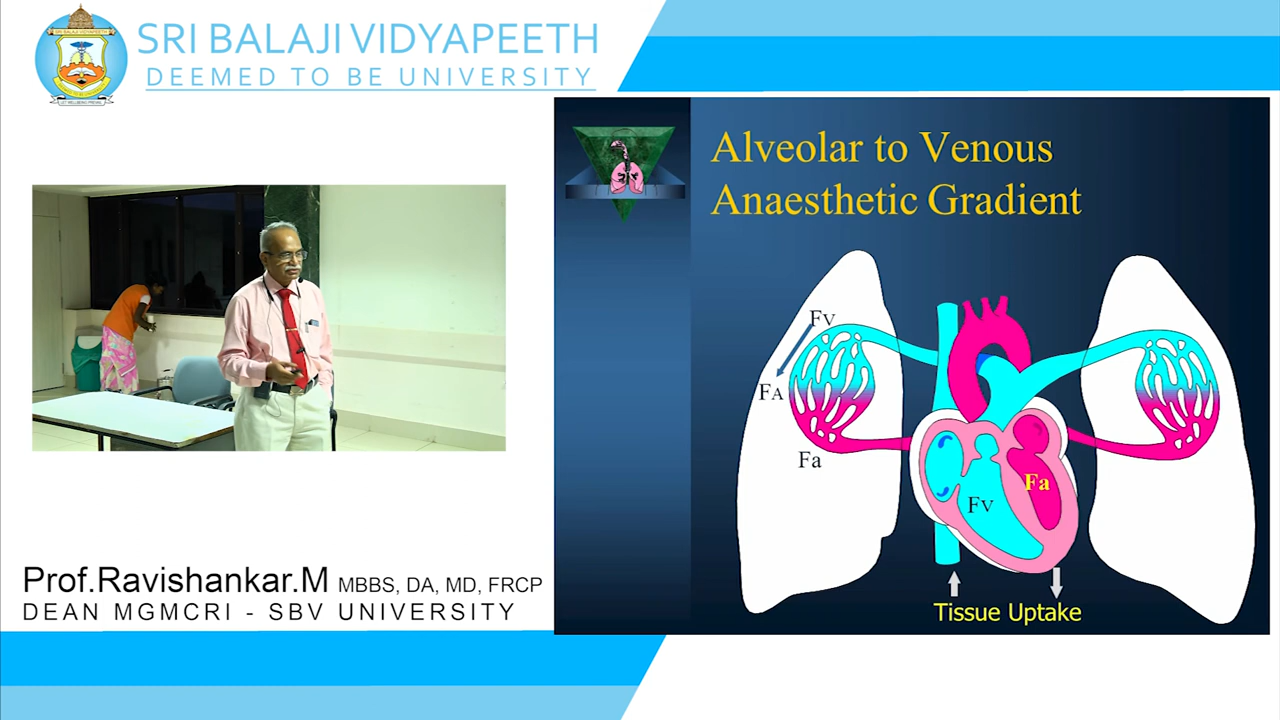 SRI BALAJI VIDYAPEETH
DEEMED TO BE UNIVERSITY
Alveolar to Venous
Anaesthetic Gradient
Fv
FA
Fa
Fa
Fv
Tissue Uptake
Prof.Ravishankar.M MBBS, DA, MD, FRCP
DEAN MGMCRI - SBV UNIVERSITY